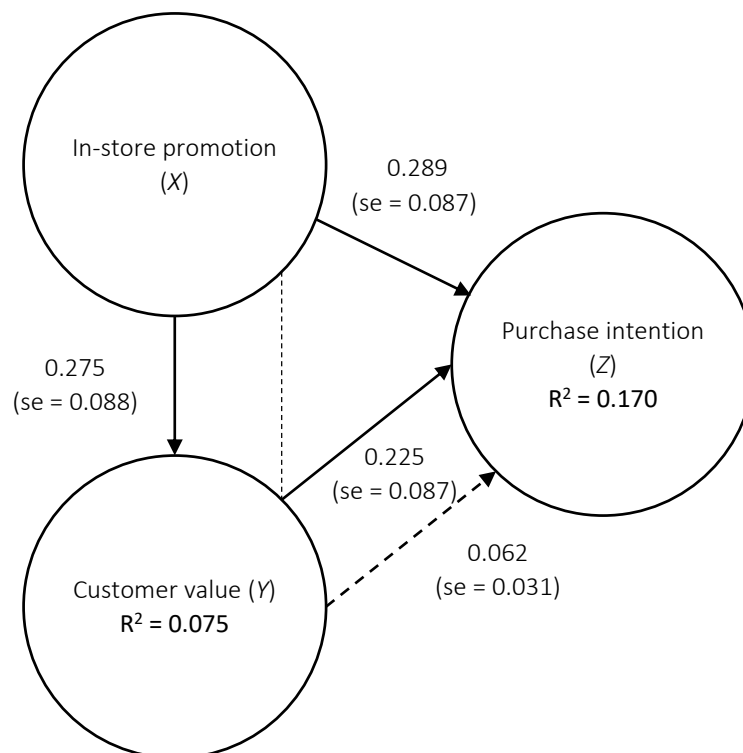 In-store promotion
(X)
0.289
(se = 0.087)
Purchase intention
(Z)
R² = 0.170
0.275
(se = 0.088)
0.225
(se = 0.087)
0.062
(se = 0.031)
Customer value (Y)
R² = 0.075